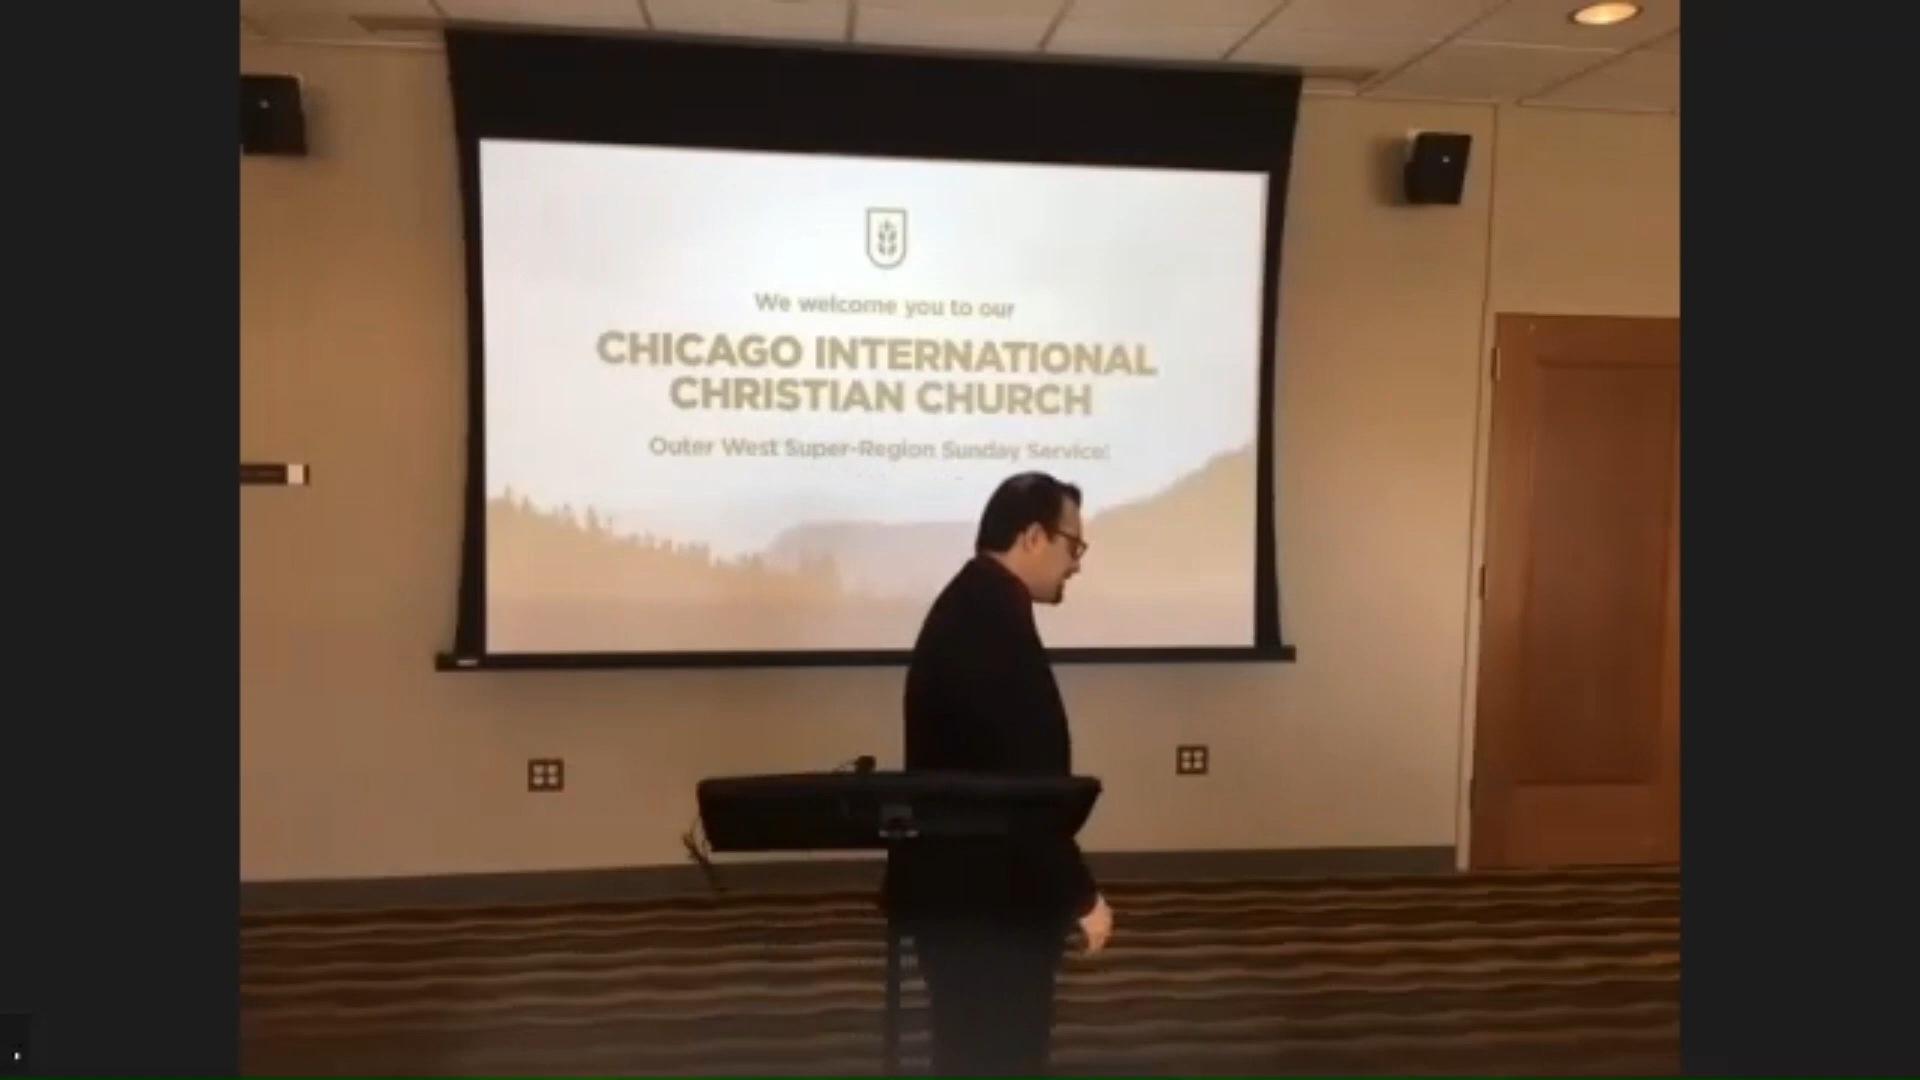 We welcome you to our
CHICAGO INTERNATIONAL
CHRISTIAN CHURCH
Outer West Super-Region Sunday Service!